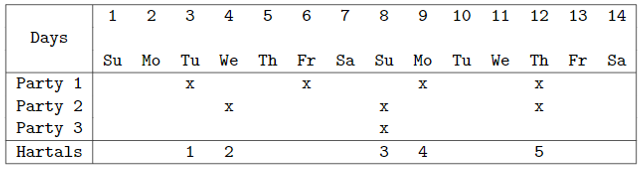 1 2 3 4 5 6 7 8 9 10 11 12 13 14
Days
Su Mo Tu We Th Fr Sa Su Mo Tu We Th Fr Sa
Party 1 x x x x
Party 2 x x x
Party 3 x
Hartals 1 2 3 4 5